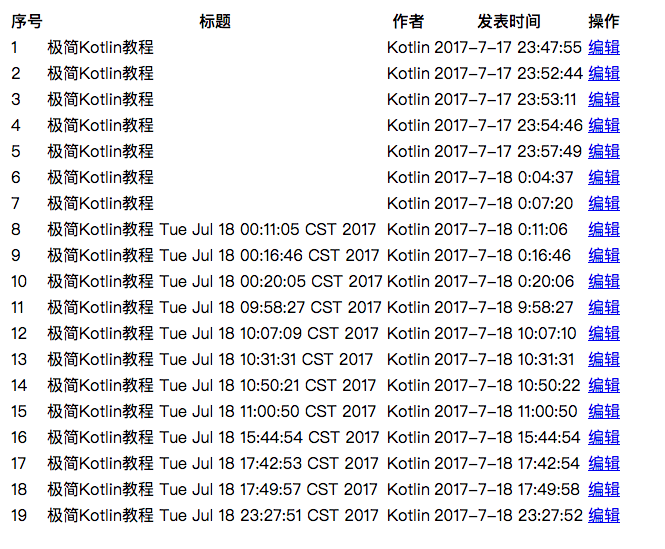 序号 标题 作者 发表时间 操作
1 极简Kotlin教程 Kotlin 2017-7-17 23:47:55 编辑
2 极简Kotlin教程 Kotlin 2017-7-17 23:52:44 编辑
3 极简Kotlin教程 Kotlin 2017-7-17 23:53:11 编辑
4 极简Kotlin教程 Kotlin 2017-7-17 23:54:46 编辑
5 极简Kotlin教程 Kotlin 2017-7-17 23:57:49 编辑
6 极简Kotlin教程 Kotlin 2017-7-18 0:04:37 编辑
7 极简Kotlin教程 Kotlin 2017-7-18 0:07:20 编辑
8 极简Kotlin教程 Tue Jul 18 00:11:05 CST 2017 Kotlin 2017-7-18 0:11:06 编辑
9 极简Kotlin教程 Tue Jul 18 00:16:46 CST 2017 Kotlin 2017-7-18 0:16:46 编辑
10 极简Kotlin教程 Tue Jul 18 00:20:05 CST 2017 Kotlin 2017-7-18 0:20:06 编辑
11 极简Kotlin教程 Tue Jul 18 09:58:27 CST 2017 Kotlin 2017-7-18 9:58:27 编辑
12 极简Kotlin教程 Tue Jul 18 10:07:09 CST 2017 Kotlin 2017-7-18 10:07:10 编辑
13 极简Kotlin教程 Tue Jul 18 10:31:31 CST 2017 Kotlin 2017-7-18 10:31:31 编辑
14 极简Kotlin教程 Tue Jul 18 10:50:21 CST 2017 Kotlin 2017-7-18 10:50:22 编辑
15 极简Kotlin教程 Tue Jul 18 11:00:50 CST 2017 Kotlin 2017-7-18 11:00:50 编辑
16 极简Kotlin教程 Tue Jul 18 15:44:54 CST 2017 Kotlin 2017-7-18 15:44:54 编辑
17 极简Kotlin教程 Tue Jul 18 17:42:53 CST 2017 Kotlin 2017-7-18 17:42:54 编辑
18 极简Kotlin教程 Tue Jul 18 17:49:57 CST 2017 Kotlin 2017-7-18 17:49:58 编辑
19 极简Kotlin教程 Tue Jul 18 23:27:51 CST 2017 Kotlin 2017-7-18 23:27:52 编辑